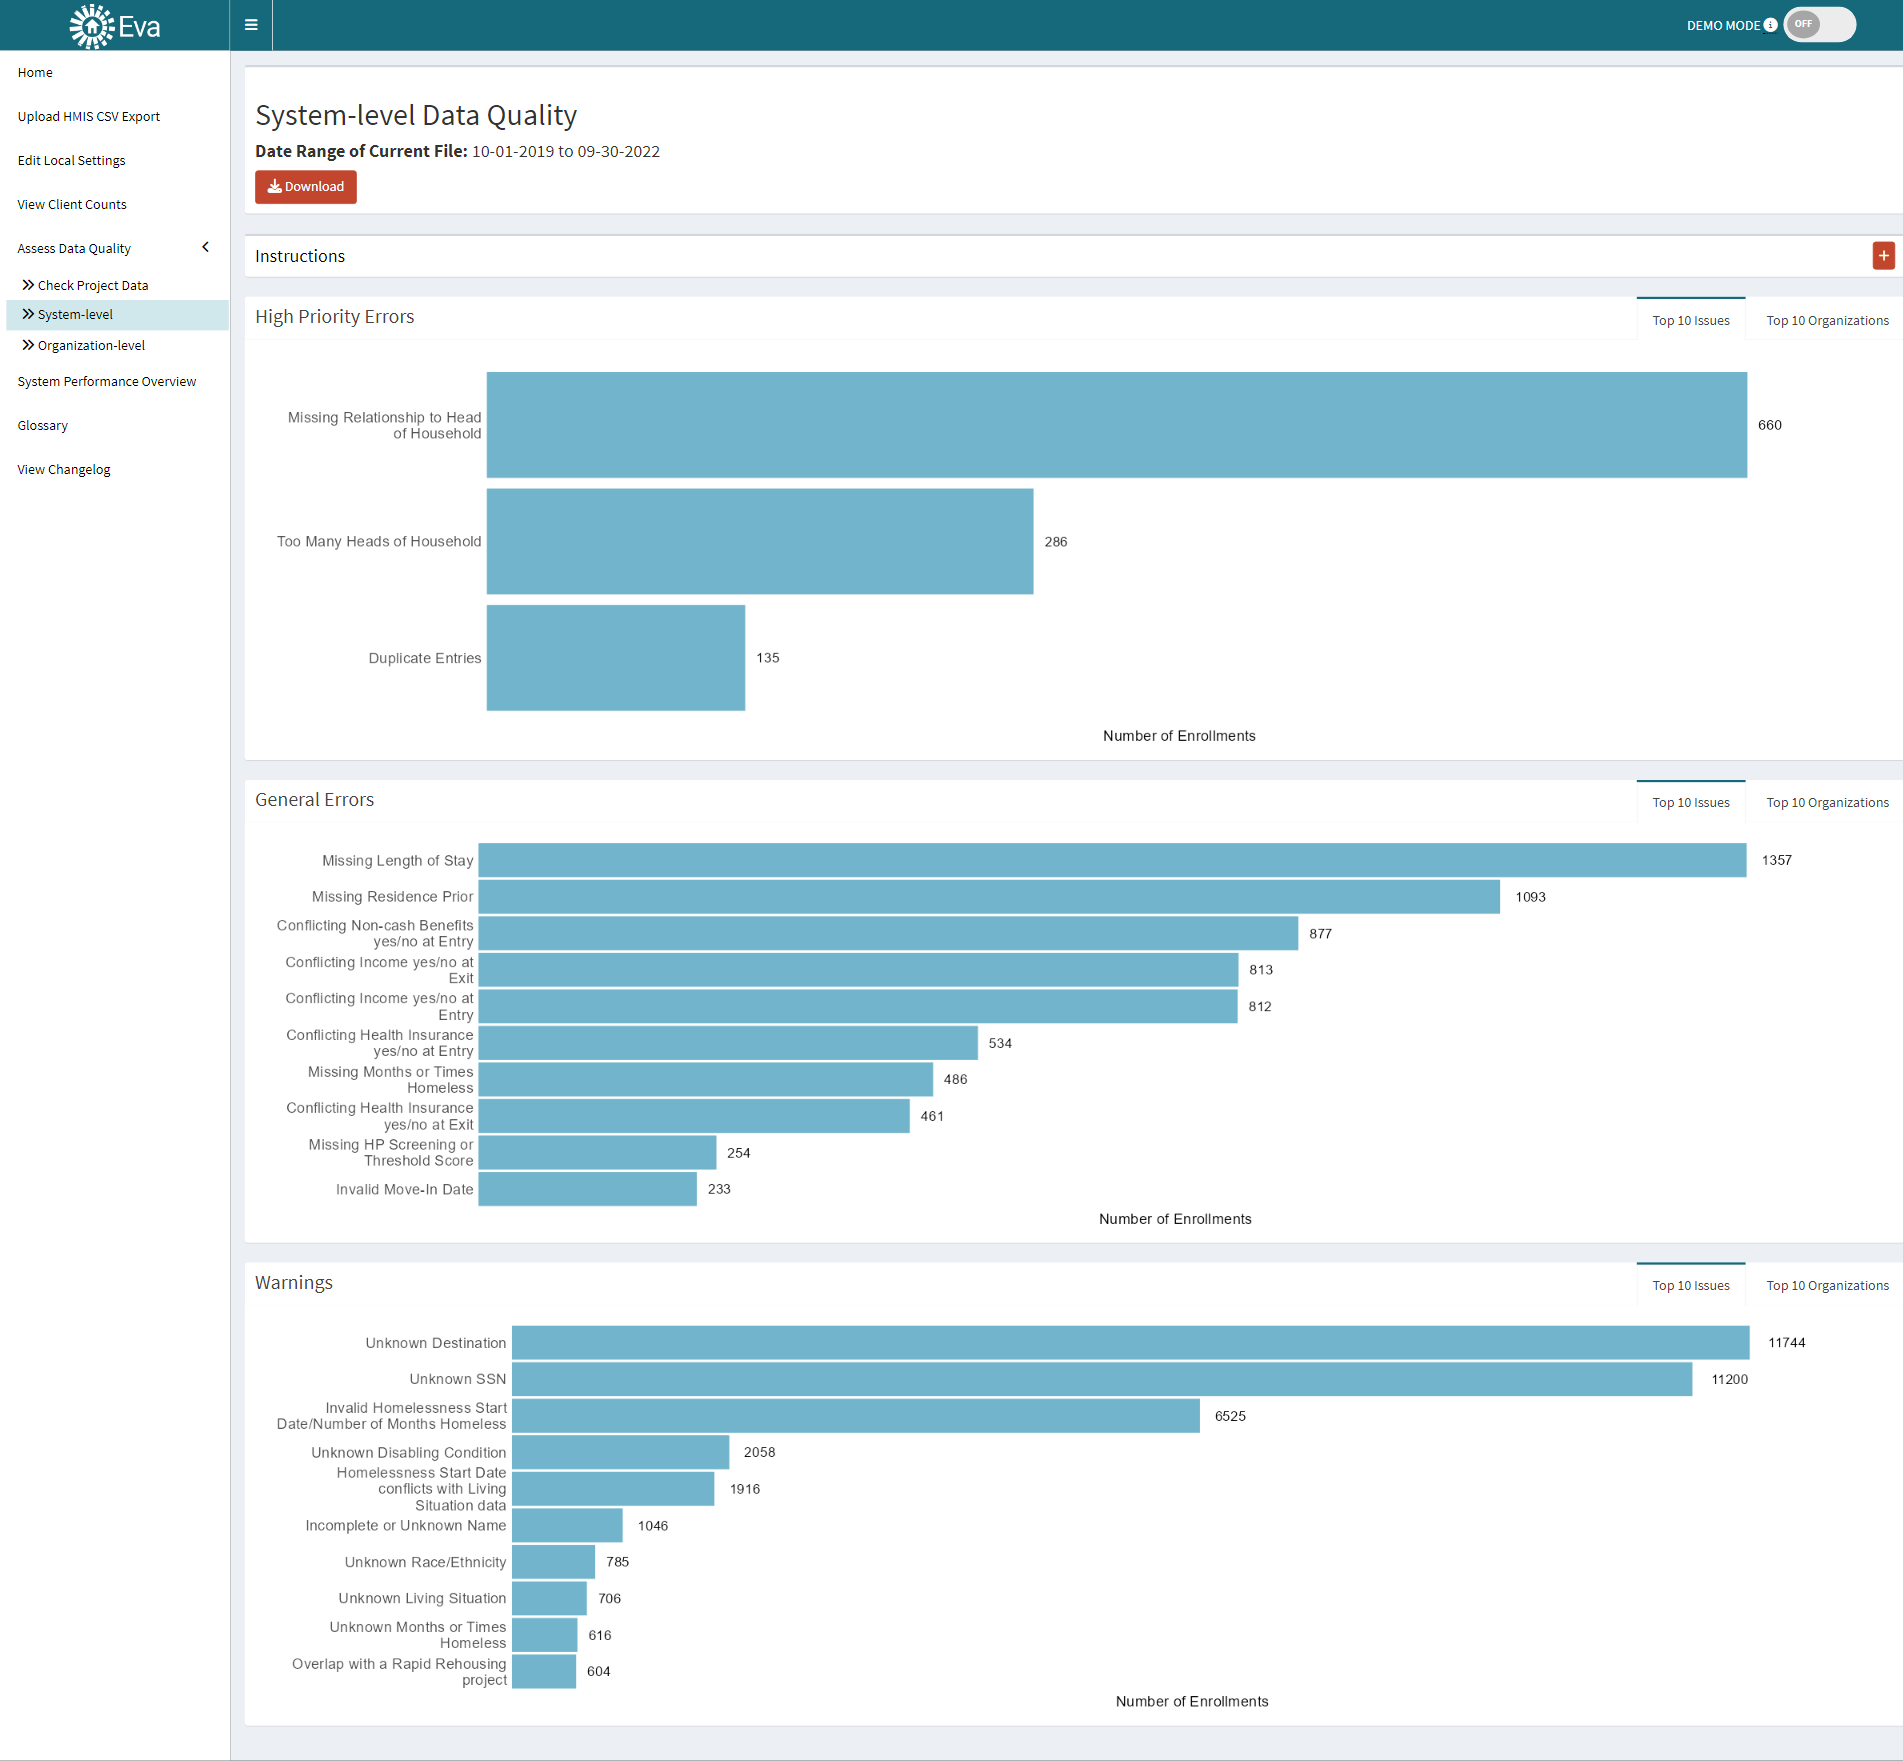 Eva
DEMO MODE
OFF
Home
Upload HMIS CSV Export
Edit Local Settings
View Client Counts
Assess Data Quality
Check Project Data
System-level
Organization-level
System Performance Overview
Glossary
View Changelog
System-level Data Quality
Date Range of Current File: 10-01-2019 to 09-30-2022
Download
Instructions
High Priority Errors
Top 10 Issues
Top 10 Organizations
Missing Relationship to Head
of Household
660
Too Many Heads of Household
286
Duplicate Entries
135
Number of Enrollments
General Errors
Top 10 Issues
Top 10 Organizations
Missing Length of Stay
1357
Missing Residence Prior
1093
Conflicting Non-cash Benefits
yes/no at Entry
877
Conflicting Income yes/no at
Exit
813
Conflicting Income yes/no at
Entry
812
Conflicting Health Insurance
yes/no at Entry
534
Missing Months or Times
Homeless
486
Conflicting Health Insurance
yes/no at Exit
461
Missing HP Screening or
Threshold Score
254
Invalid Move-In Date
233
Number of Enrollments
Warnings
Top 10 Issues
Top 10 Organizations
Unknown Destination
11744
Unknown SSN
11200
Invalid Homelessness Start
Date/Number of Months Homeless
6525
Unknown Disabling Condition
2058
Homelessness Start Date
conflicts with Living
Situation data
1916
Incomplete or Unknown Name
1046
Unknown Race/Ethnicity
785
Unknown Living Situation
706
Unknown Months or Times
Homeless
616
Overlap with a Rapid Rehousing
project
604
Number of Enrollments